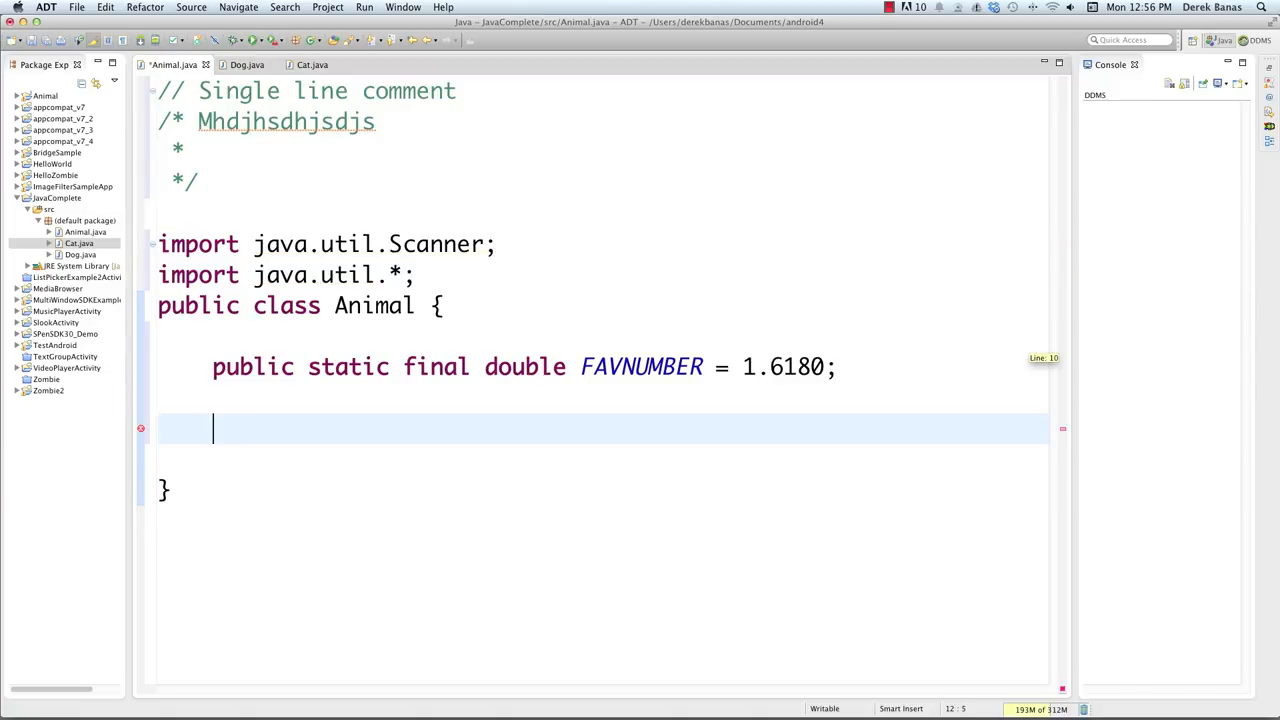 ADT File Edit Refactor Source Navigate Search Project Run Window Help 10 Mon 12:56 PM Derek Banas
Java – JavaComplete/src/Animal.java – ADT – /Users/derekbanas/Documents/android4
Quick Access Java DDMS
Package Exp *Animal.java Dog.java Cat.java Console
DDMS
Animal
appcompat_v7
appcompat_v7_2
appcompat_v7_3
appcompat_v7_4
BridgeSample
HelloWorld
HelloZombie
ImageFilterSampleApp
JavaComplete
src
(default package)
Animal.java
Cat.java
Dog.java
JRE System Library [Ja
ListPickerExample2Activi
MediaBrowser
MultiWindowSDKExample
MusicPlayerActivity
SlookActivity
SPenSDK30_Demo
TestAndroid
TextGroupActivity
VideoPlayerActivity
Zombie
Zombie2
// Single line comment
/* Mhdjhsdhjsdjs
*
*/
import java.util.Scanner;
import java.util.*;
public class Animal {
public static final double FAVNUMBER = 1.6180;
}
Line: 10
Writable Smart Insert 12 : 5 193M of 312M